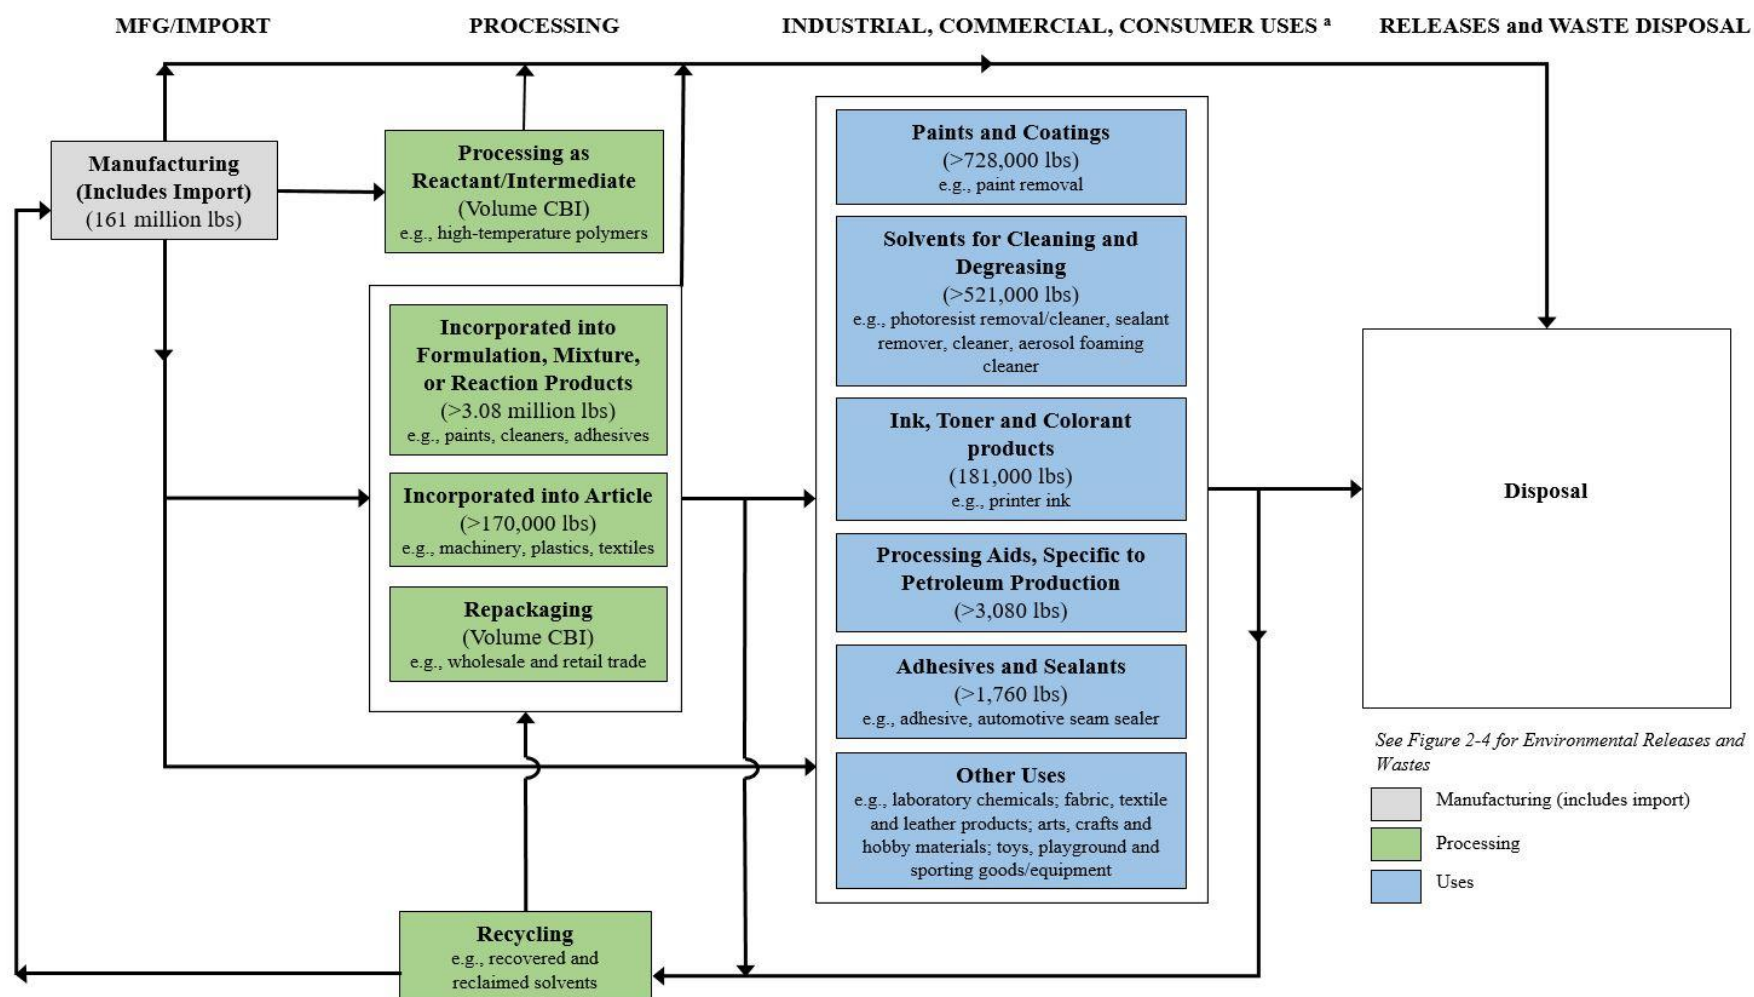 MFG/IMPORT
PROCESSING
INDUSTRIAL, COMMERCIAL, CONSUMER USES ª
RELEASES and WASTE DISPOSAL
Manufacturing
(Includes Import)
(161 million lbs)
Processing as
Reactant/Intermediate
(Volume CBI)
e.g., high-temperature polymers
Incorporated into
Formulation, Mixture,
or Reaction Products
(>3.08 million lbs)
e.g., paints, cleaners, adhesives
Incorporated into Article
(>170,000 lbs)
e.g., machinery, plastics, textiles
Repackaging
(Volume CBI)
e.g., wholesale and retail trade
Recycling
e.g., recovered and
reclaimed solvents
Paints and Coatings
(>728,000 lbs)
e.g., paint removal
Solvents for Cleaning and
Degreasing
(>521,000 lbs)
e.g., photoresist removal/cleaner, sealant
remover, cleaner, aerosol foaming
cleaner
Ink, Toner and Colorant
products
(181,000 lbs)
e.g., printer ink
Processing Aids, Specific to
Petroleum Production
(>3,080 lbs)
Adhesives and Sealants
(>1,760 lbs)
e.g., adhesive, automotive seam sealer
Other Uses
e.g., laboratory chemicals; fabric, textile
and leather products; arts, crafts and
hobby materials; toys, playground and
sporting goods/equipment
Disposal
See Figure 2-4 for Environmental Releases and
Wastes
Manufacturing (includes import)
Processing
Uses